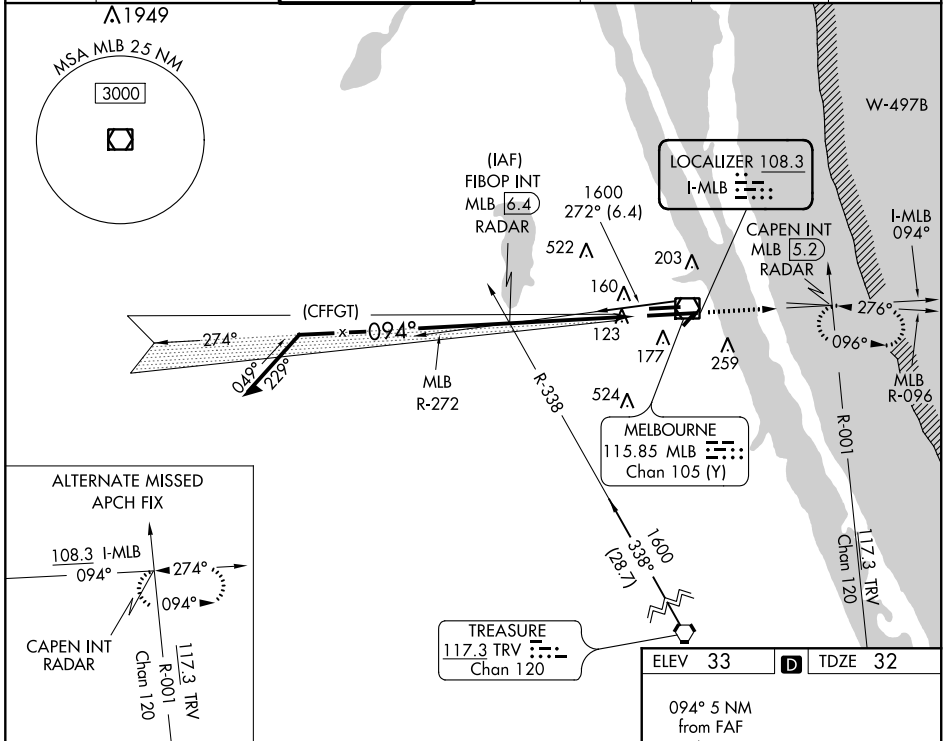 1949
MSA MLB 25 NM
3000
W-497B
(IAF)
FIBOP INT
MLB 6.4
RADAR
1600
272° (6.4)
LOCALIZER 108.3
I-MLB
522
203
160
CAPEN INT
MLB 5.2
RADAR
I-MLB
094°
(CFFGT)
274°
x
094°
123
177
259
276°
096°
049°
229°
MLB
R-272
MLB
R-096
R-338
524
R-001
MELBOURNE
115.85 MLB
Chan 105 (Y)
1600
338°
(28.7)
117.3 TRV
Chan 120
ALTERNATE MISSED
APCH FIX
108.3 I-MLB
094°
274°
094°
CAPEN INT
RADAR
R-001
117.3 TRV
Chan 120
TREASURE
117.3 TRV
Chan 120
ELEV 33
D
TDZE 32
094° 5 NM
from FAF